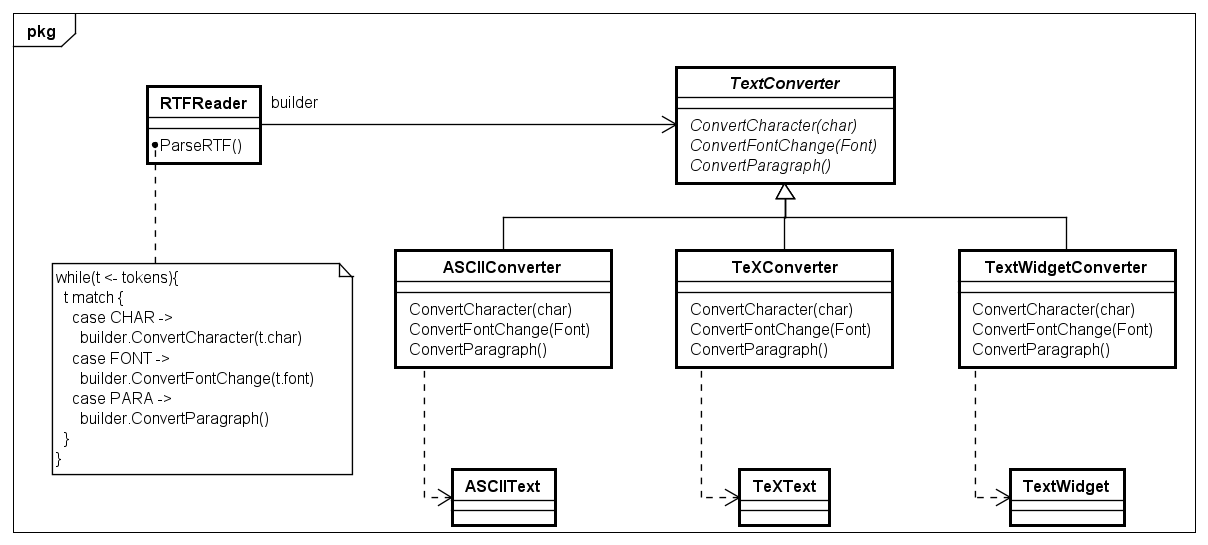 pkg
RTFReader
ParseRTF()
builder
TextConverter
ConvertCharacter(char)
ConvertFontChange(Font)
ConvertParagraph()
while(t <- tokens){
t match {
case CHAR ->
builder.ConvertCharacter(t.char)
case FONT ->
builder.ConvertFontChange(t.font)
case PARA ->
builder.ConvertParagraph()
}
}
ASCIIConverter
ConvertCharacter(char)
ConvertFontChange(Font)
ConvertParagraph()
TeXConverter
ConvertCharacter(char)
ConvertFontChange(Font)
ConvertParagraph()
TextWidgetConverter
ConvertCharacter(char)
ConvertFontChange(Font)
ConvertParagraph()
ASCIIText
TeXText
TextWidget